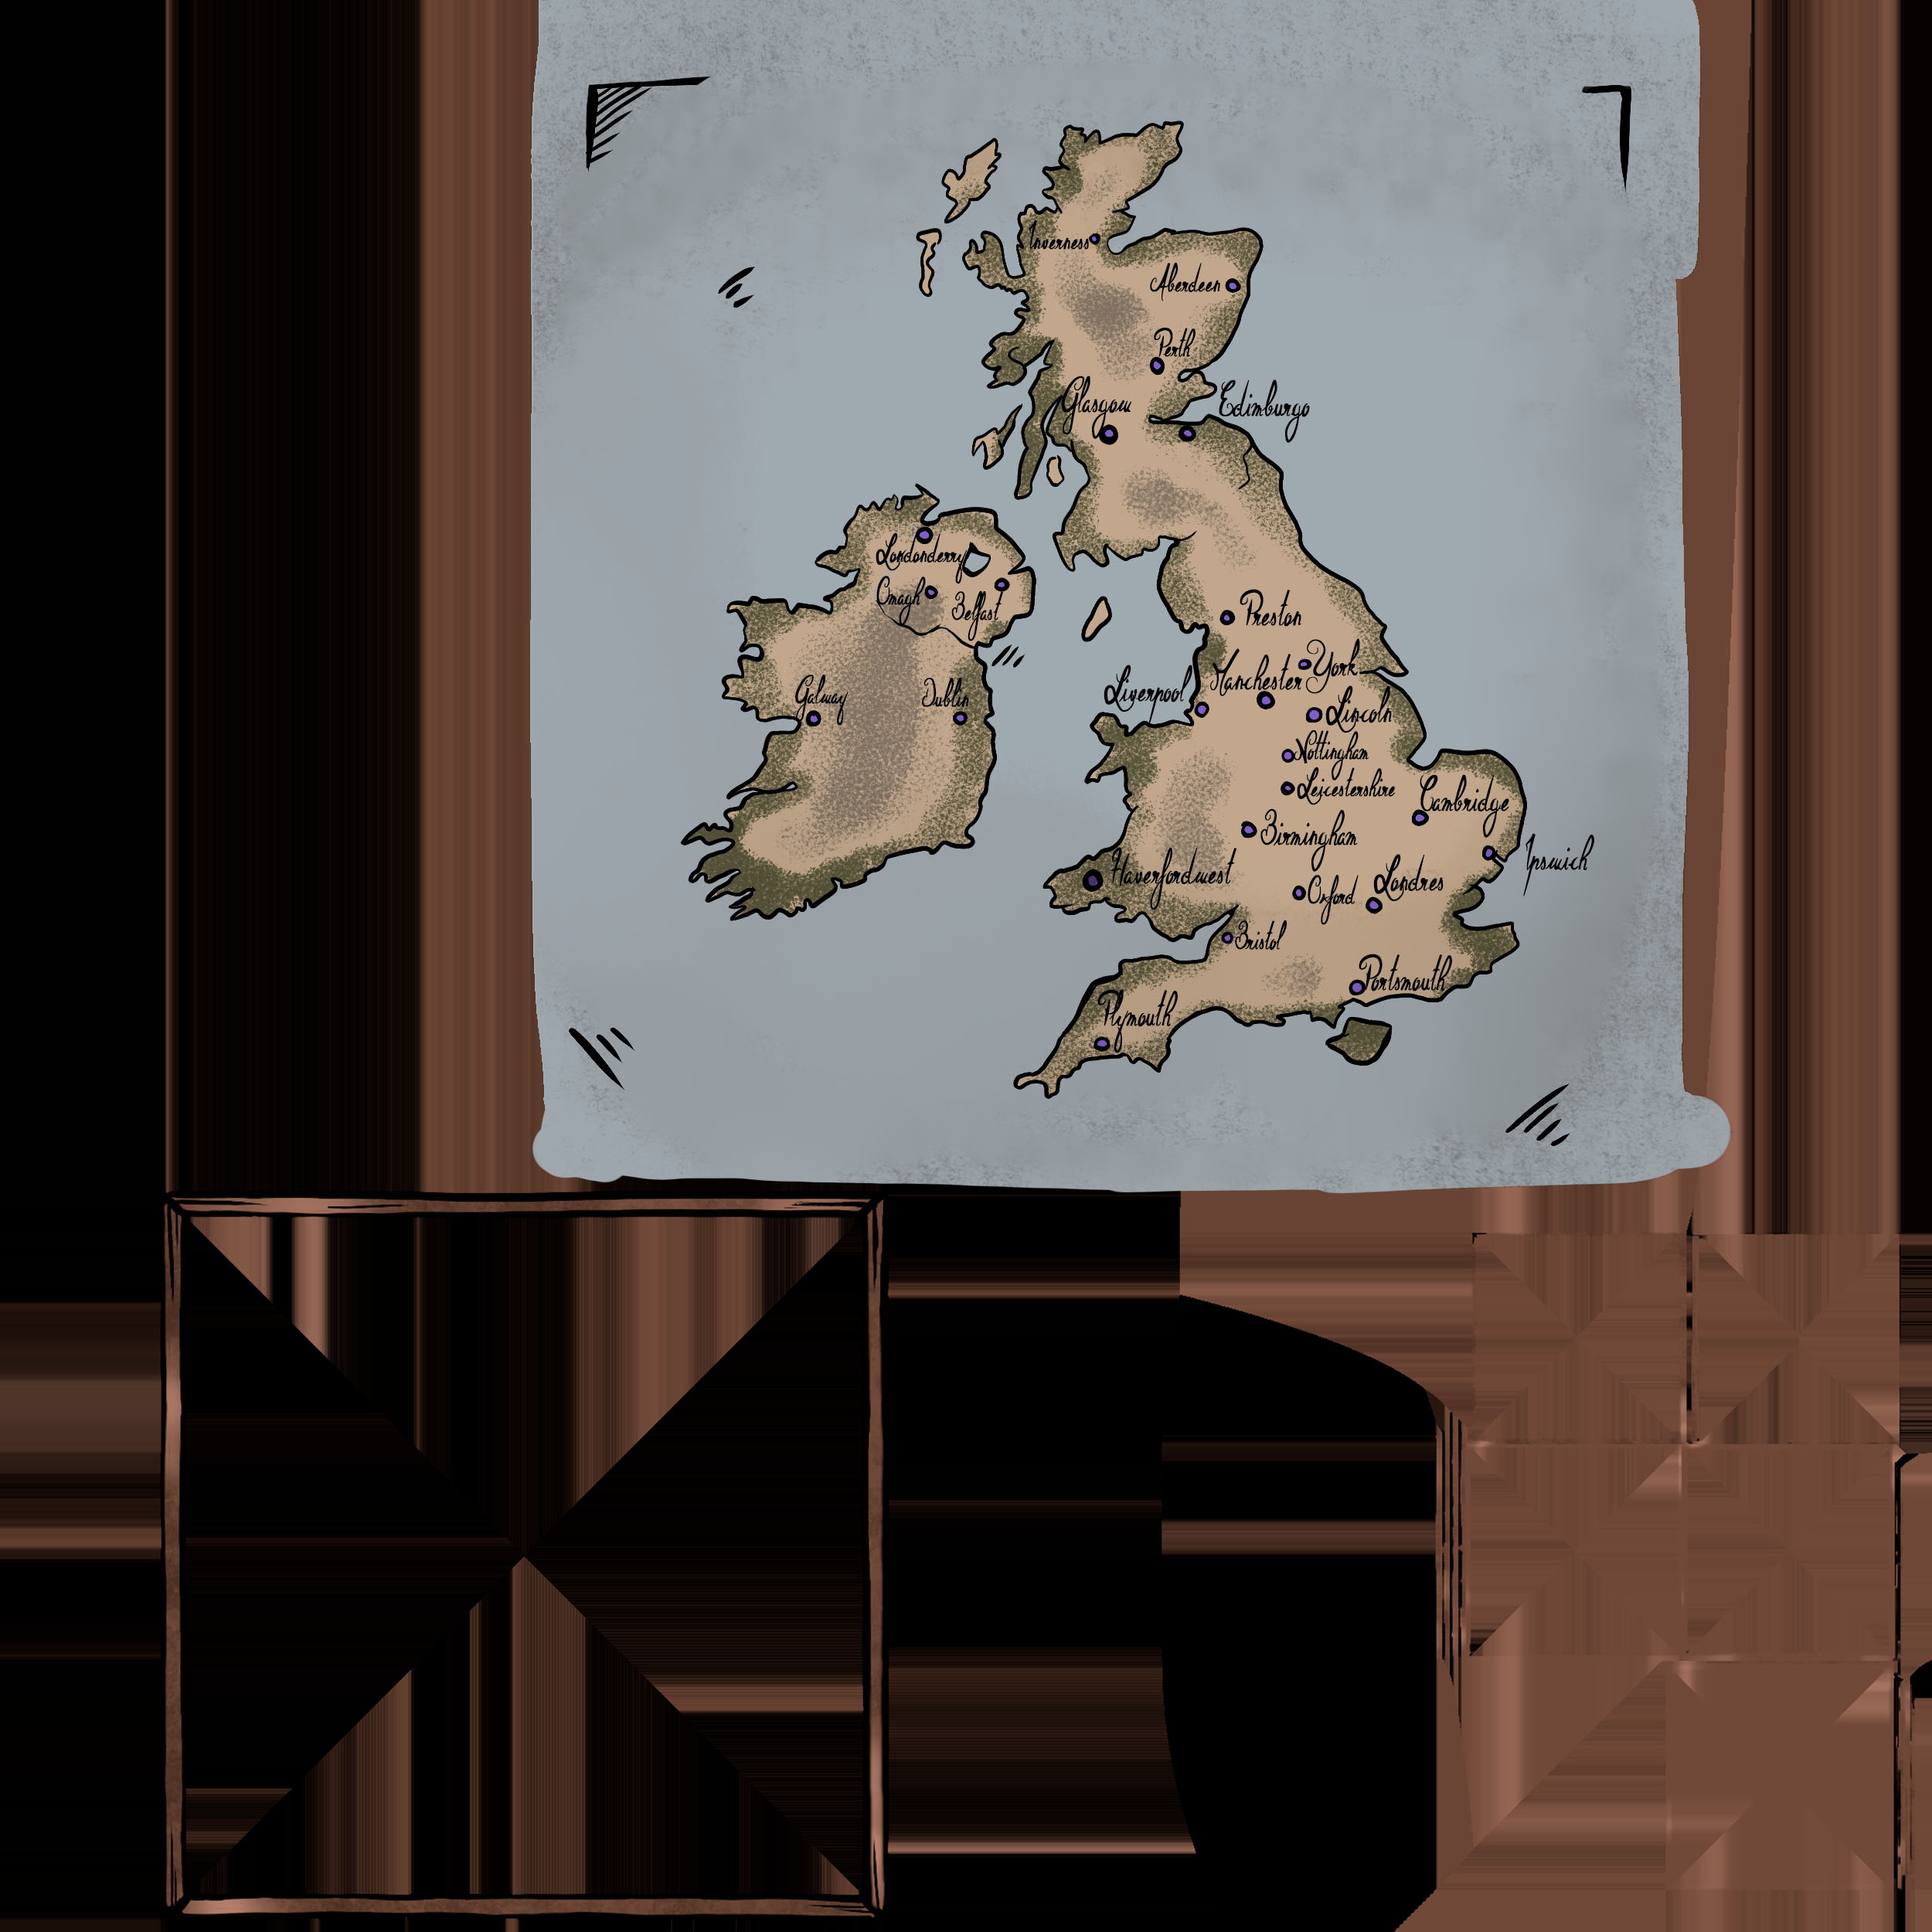 Inverness
Aberdeen
Perth
Glasgow
Edimburgo
Londonderry
Omagh
Belfast
Preston
York
Manchester
Liverpool
Galway
Dublin
Lincoln
Nottingham
Leicestershire
Cambridge
Birmingham
Ipswich
Haverfordwest
Londres
Oxford
Bristol
Portsmouth
Plymouth